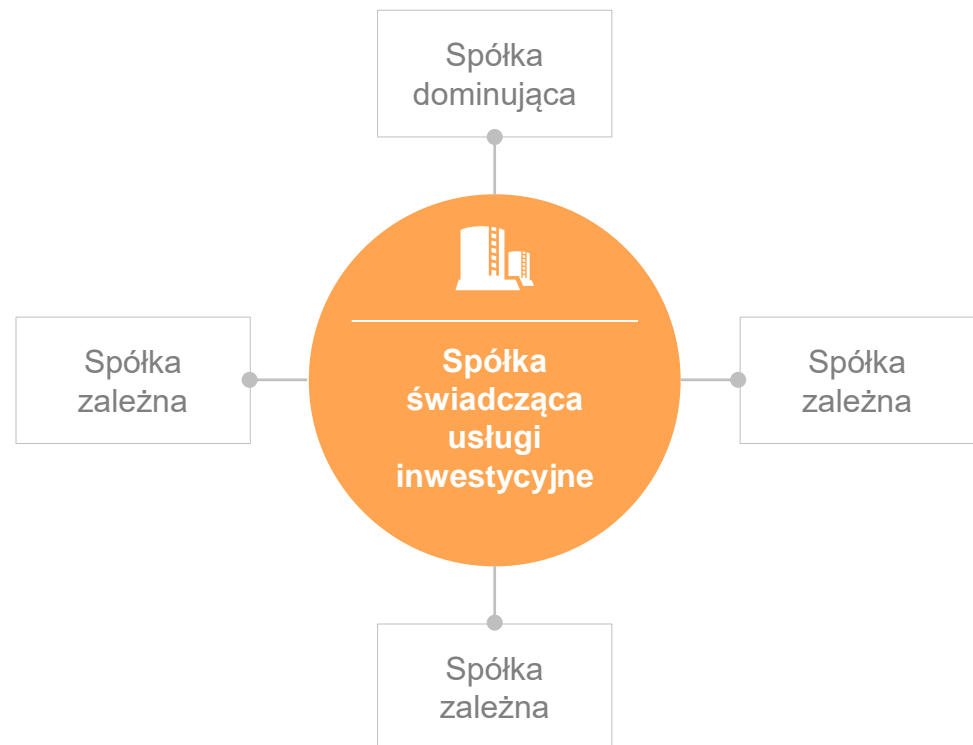 Spółka
dominująca
Spółka
zależna
Spółka
świadcząca
usługi
inwestycyjne
Spółka
zależna
Spółka
zależna